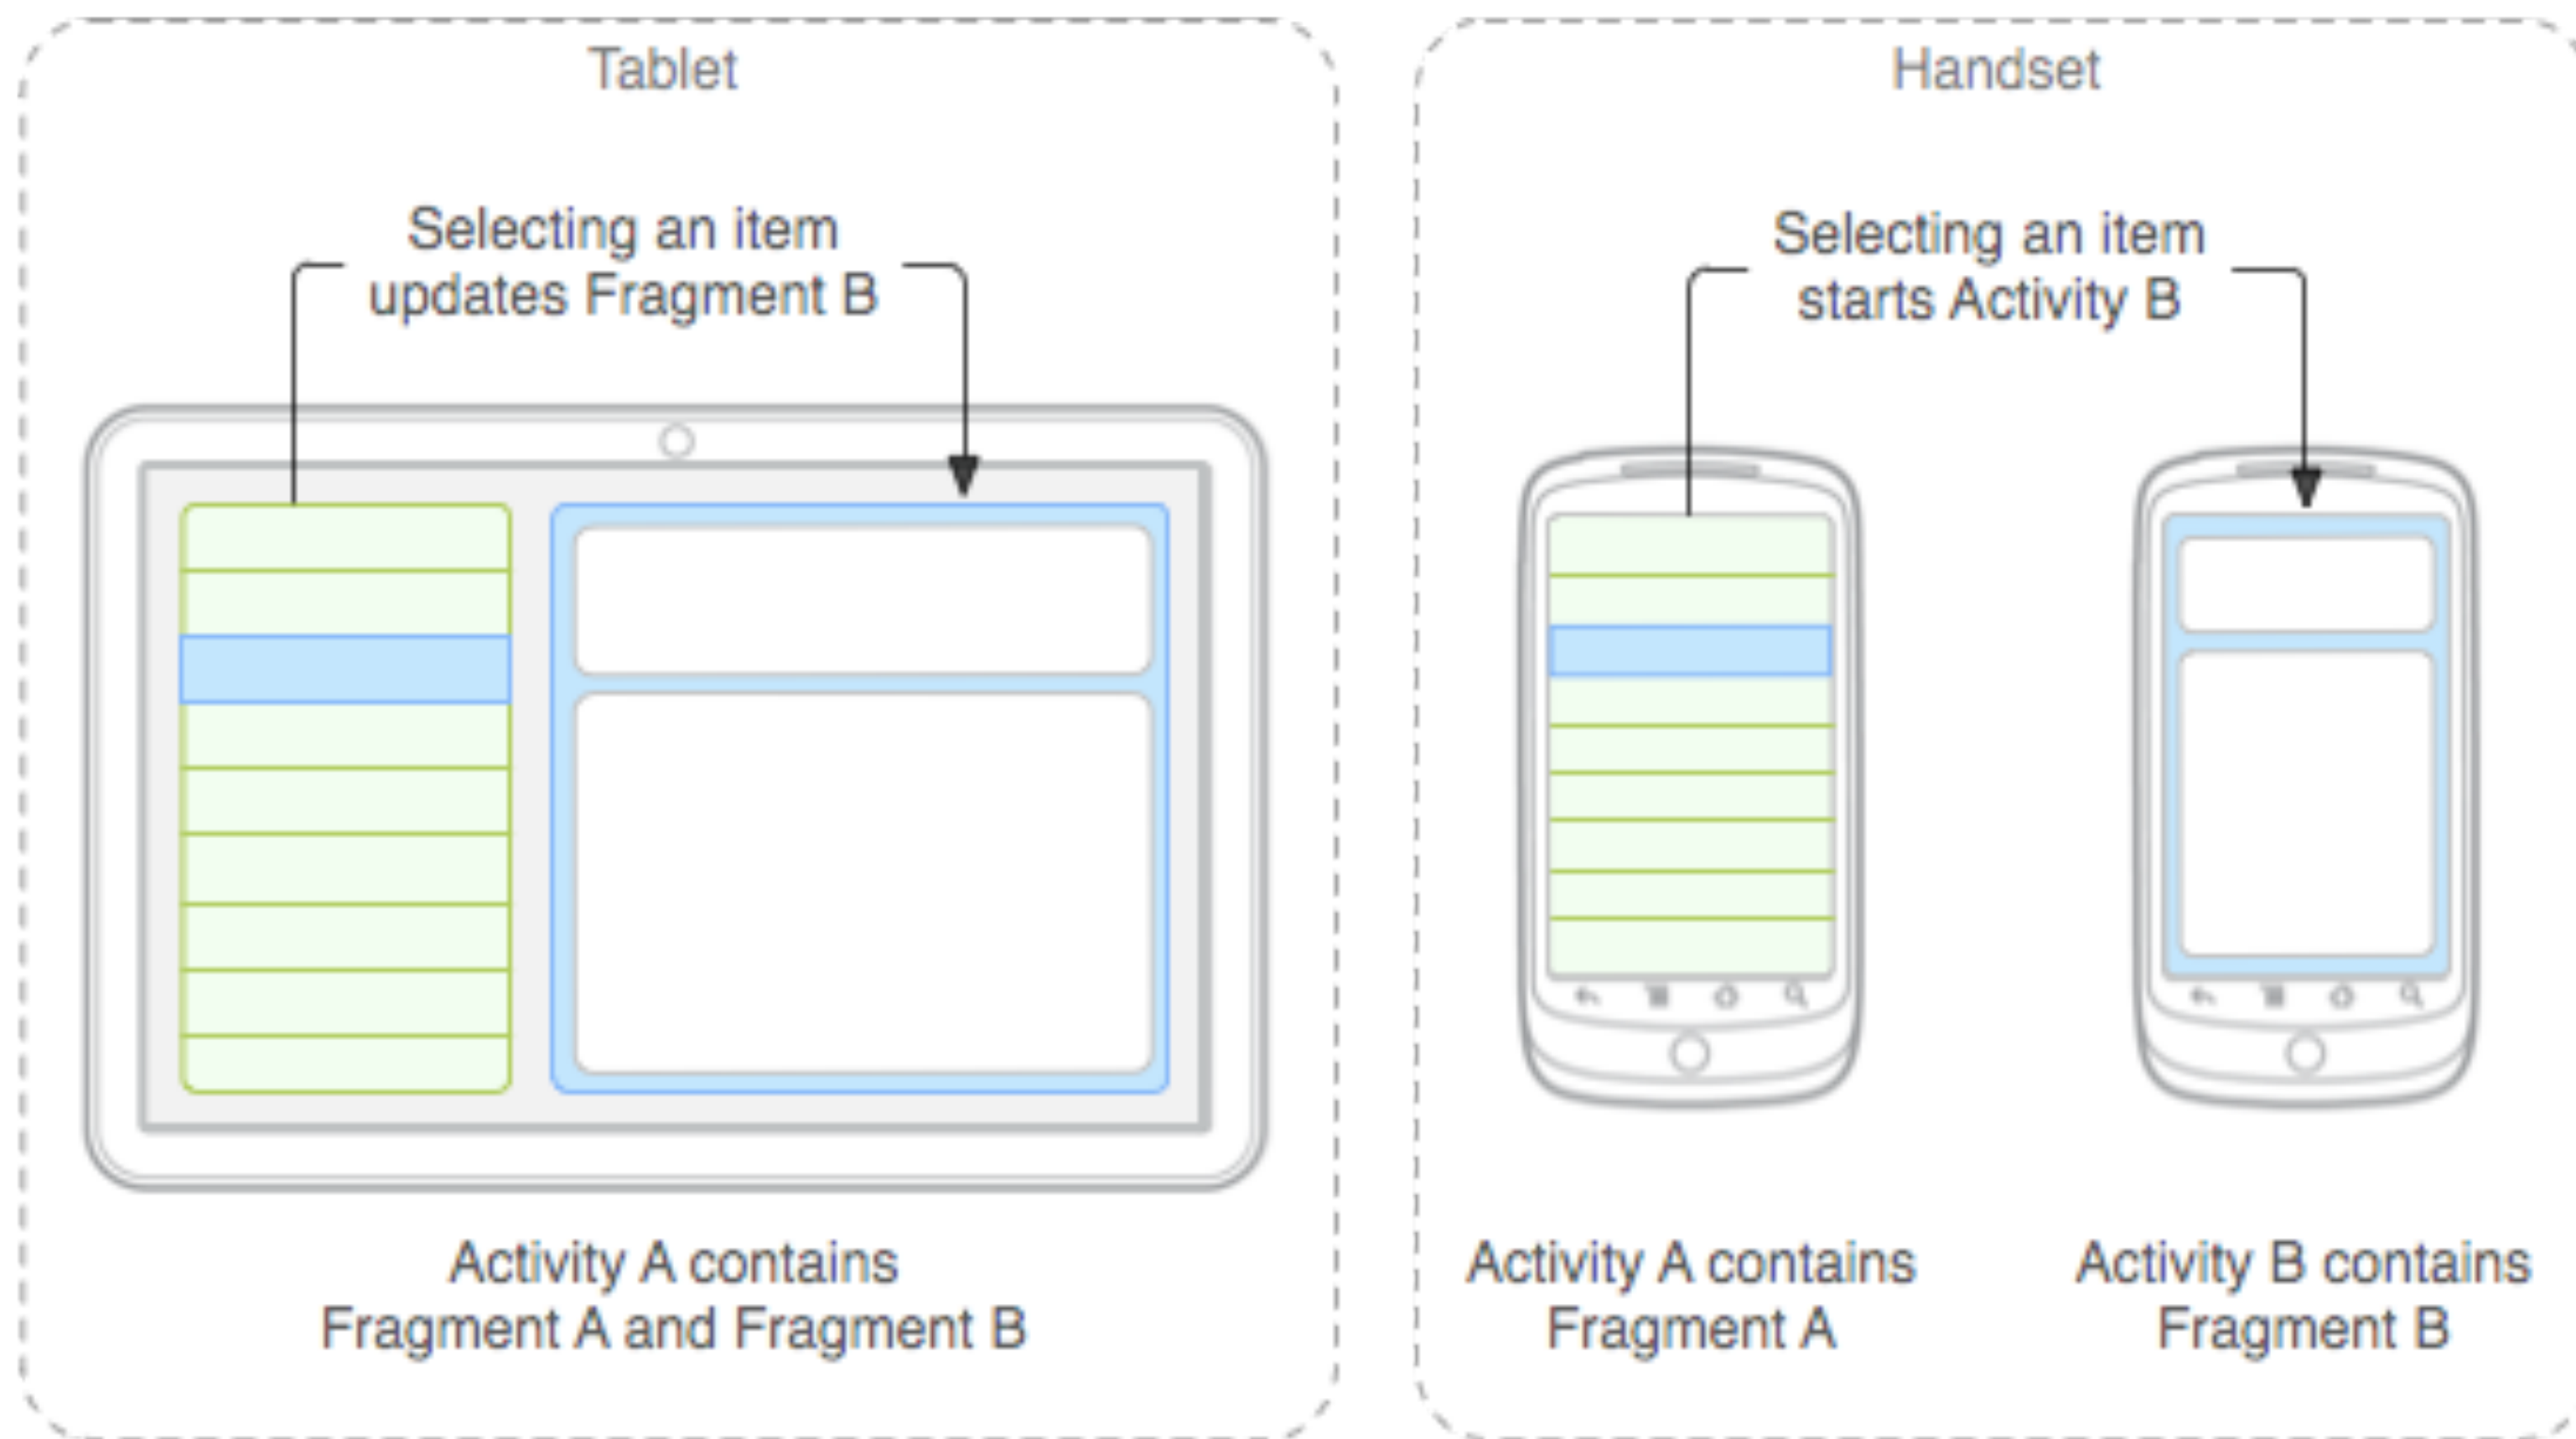 Tablet
Selecting an item
updates Fragment B
Activity A contains
Fragment A and Fragment B
Handset
Selecting an item
starts Activity B
Activity A contains
Fragment A
Activity B contains
Fragment B